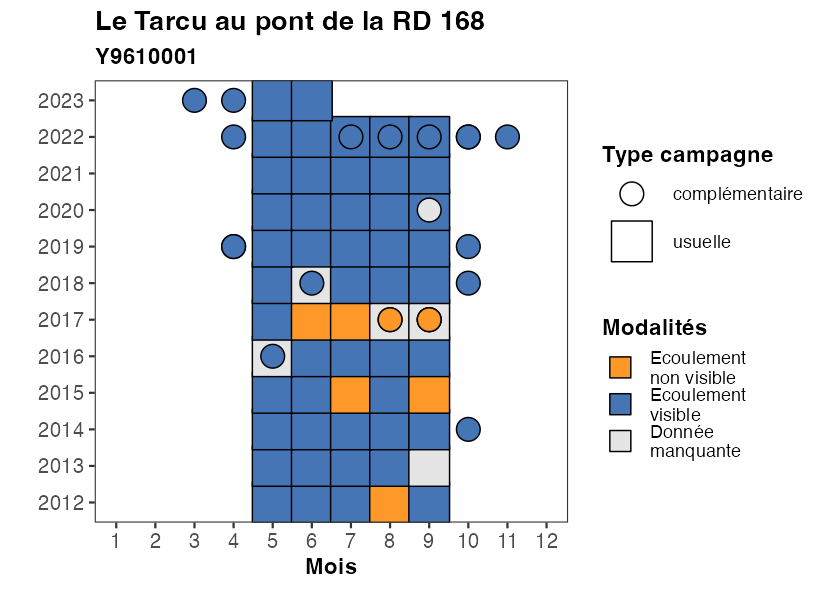 Le Tarcu au pont de la RD 168
Y9610001
2023
2022
2021
2020
2019
2018
2017
2016
2015
2014
2013
2012
1 2 3 4 5 6 7 8 9 10 11 12
Mois
Type campagne
complémentaire
usuelle
Modalités
Ecoulement
non visible
Ecoulement
visible
Donnée
manquante